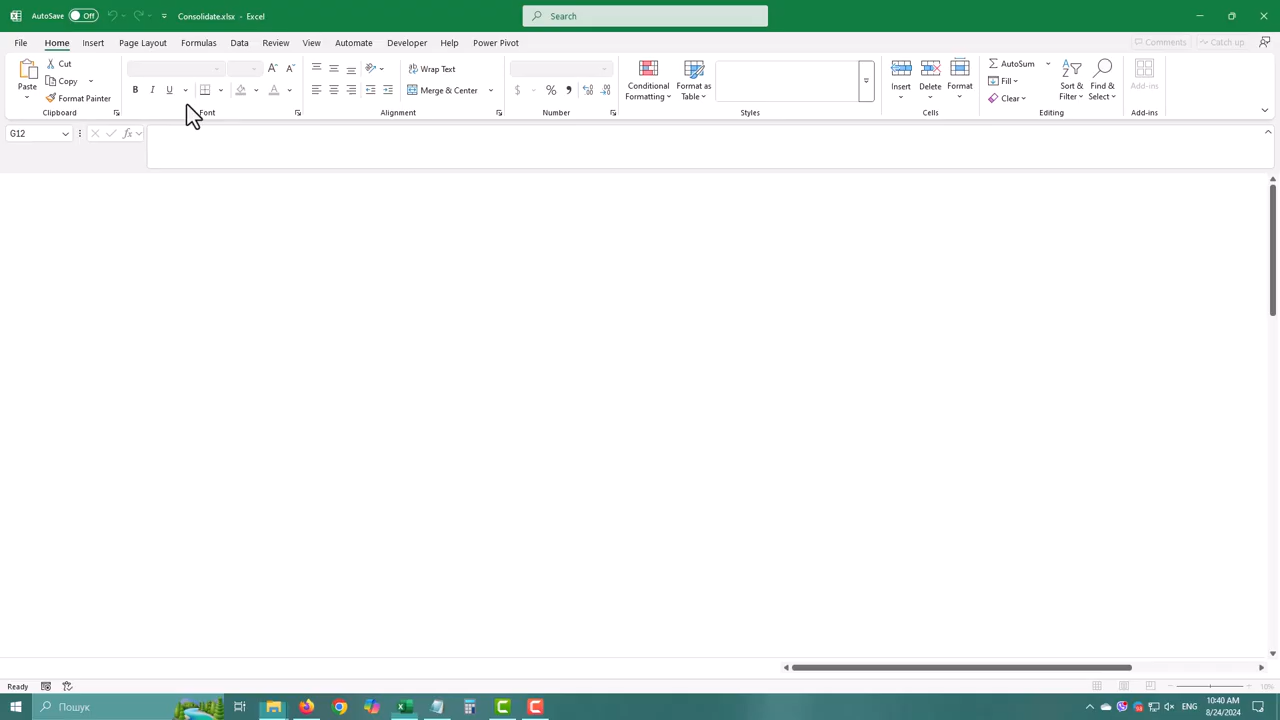 AutoSave Off Consolidate.xlsx - Excel Search
File Home Insert Page Layout Formulas Data Review View Automate Developer Help Power Pivot Comments Catch up
Paste Cut Copy Format Painter Clipboard
B I U A Font
Wrap Text Merge & Center Alignment
$ % Number
Conditional Formatting Format as Table Styles
Insert Delete Format Cells
AutoSum Fill Clear Sort & Filter Find & Select Editing
Add-ins Add-ins
G12 fx
Ready 10%
Пошук ENG 10:40 AM
8/24/2024